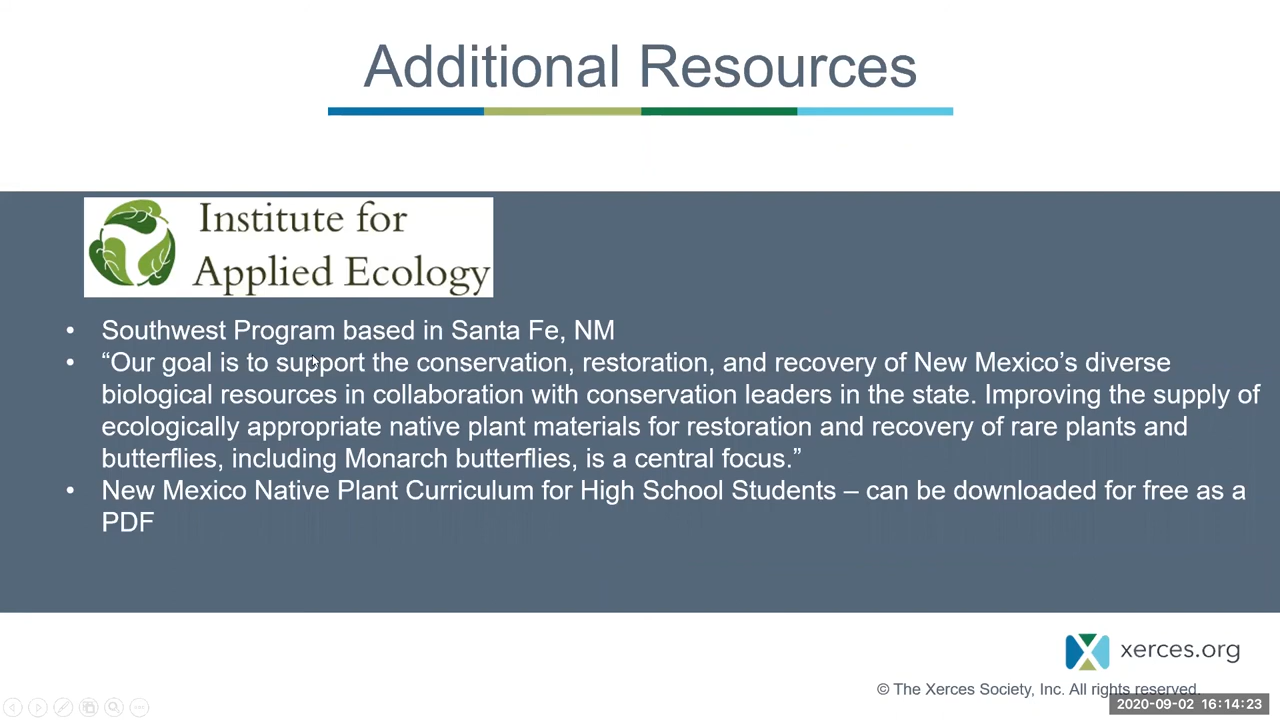 Additional Resources
Institute for
Applied Ecology
• Southwest Program based in Santa Fe, NM
• “Our goal is to support the conservation, restoration, and recovery of New Mexico’s diverse
biological resources in collaboration with conservation leaders in the state. Improving the supply of
ecologically appropriate native plant materials for restoration and recovery of rare plants and
butterflies, including Monarch butterflies, is a central focus.”
• New Mexico Native Plant Curriculum for High School Students – can be downloaded for free as a
PDF
xerces.org
© The Xerces Society, Inc. All rights reserved.
2020-09-02 16:14:23